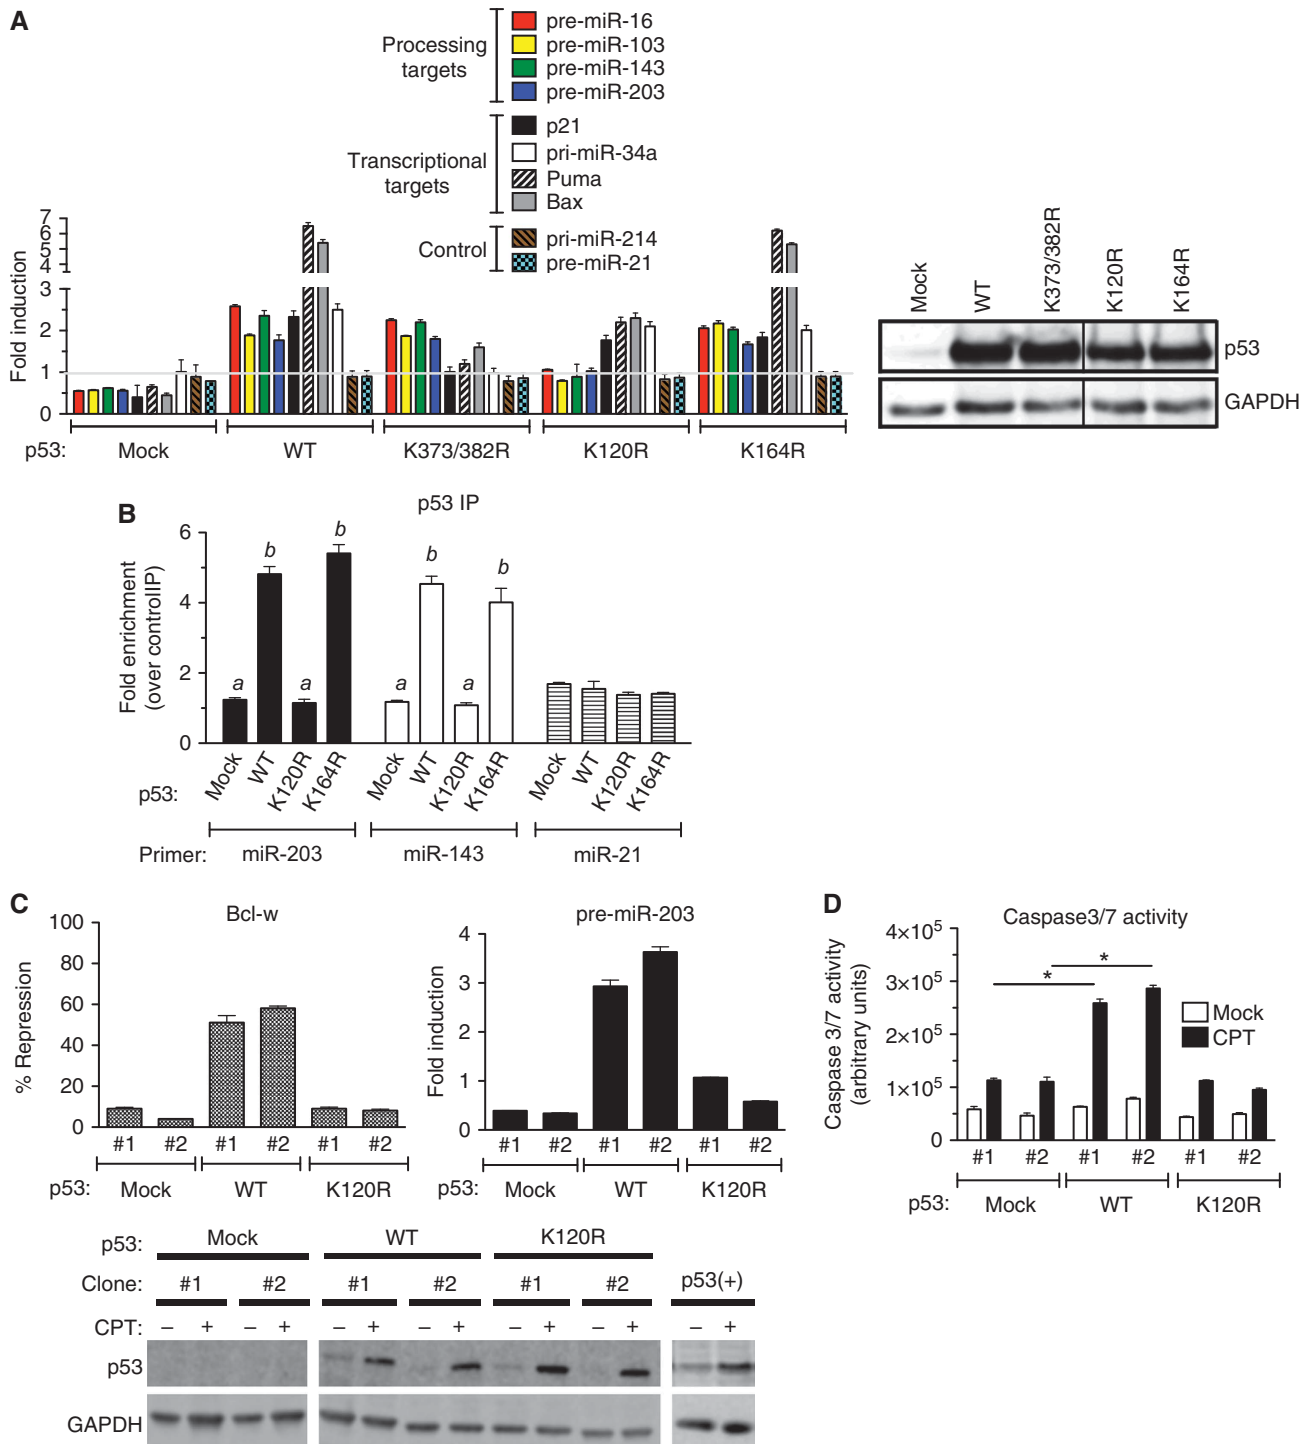 A
Processing targets
pre-miR-16
pre-miR-103
pre-miR-143
pre-miR-203
Transcriptional targets
p21
pri-miR-34a
Puma
Bax
Control
pri-miR-214
pre-miR-21
Fold induction
7
6
5
4
3
2
1
0
p53:
Mock
WT
K373/382R
K120R
K164R
Mock
WT
K373/382R
K120R
K164R
p53
GAPDH
B
p53 IP
Fold enrichment
(over controlIP)
6
4
2
0
a
b
a
b
a
b
a
b
p53:
Mock
WT
K120R
K164R
Mock
WT
K120R
K164R
Mock
WT
K120R
K164R
Primer:
miR-203
miR-143
miR-21
C
Bcl-w
% Repression
100
80
60
40
20
0
#1 #2 #1 #2 #1 #2
p53: Mock WT K120R
pre-miR-203
Fold induction
4
3
2
1
0
#1 #2 #1 #2 #1 #2
p53: Mock WT K120R
D
Caspase3/7 activity
Caspase 3/7 activity
(arbitrary units)
4×10⁵
3×10⁵
2×10⁵
1×10⁵
0
*
*
Mock
CPT
#1 #2 #1 #2 #1 #2
p53: Mock WT K120R
p53: Mock WT K120R
Clone: #1 #2 #1 #2 #1 #2 p53(+)
CPT: – + – + – + – + – + – + – +
p53
GAPDH